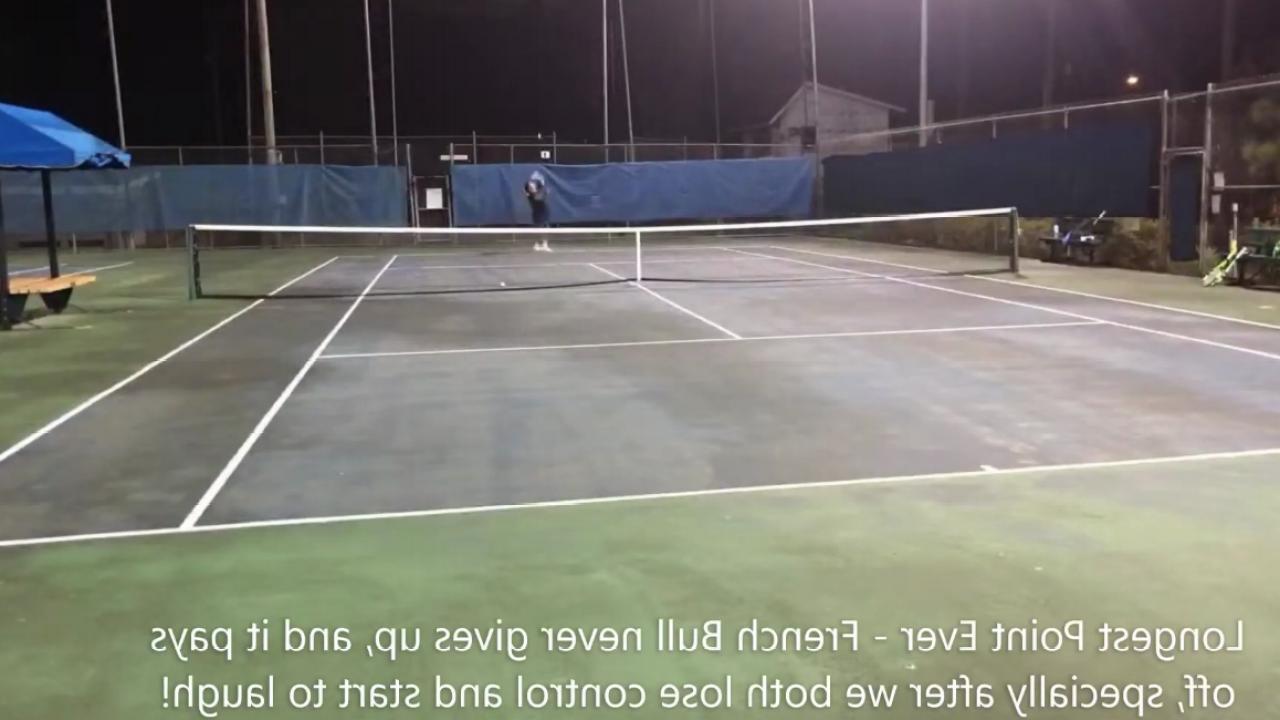 Longest Point Ever - French Bull never gives up, and it pays
off, specially after we both lose control and start to laugh!